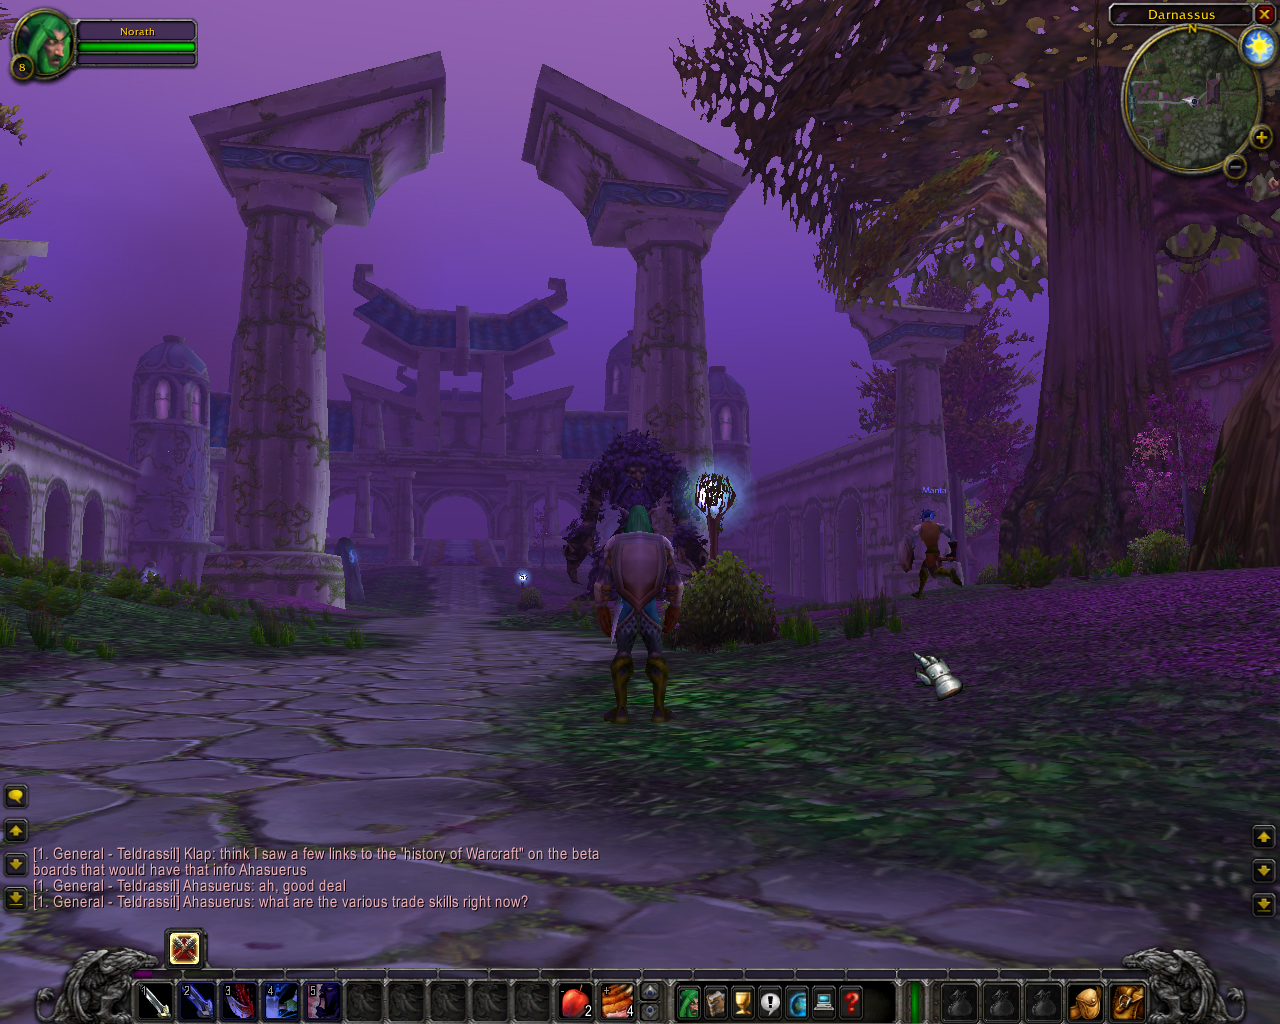 Norath
8
Darnassus
N
Manta
[1. General - Teldrassil] Klap: think I saw a few links to the 'history of Warcraft" on the beta
boards that would have that info Ahasuerus
[1. General - Teldrassil] Ahasuerus: ah, good deal
[1. General - Teldrassil] Ahasuerus: what are the various trade skills right now?
1 2 3 4 5 - 2 + 4